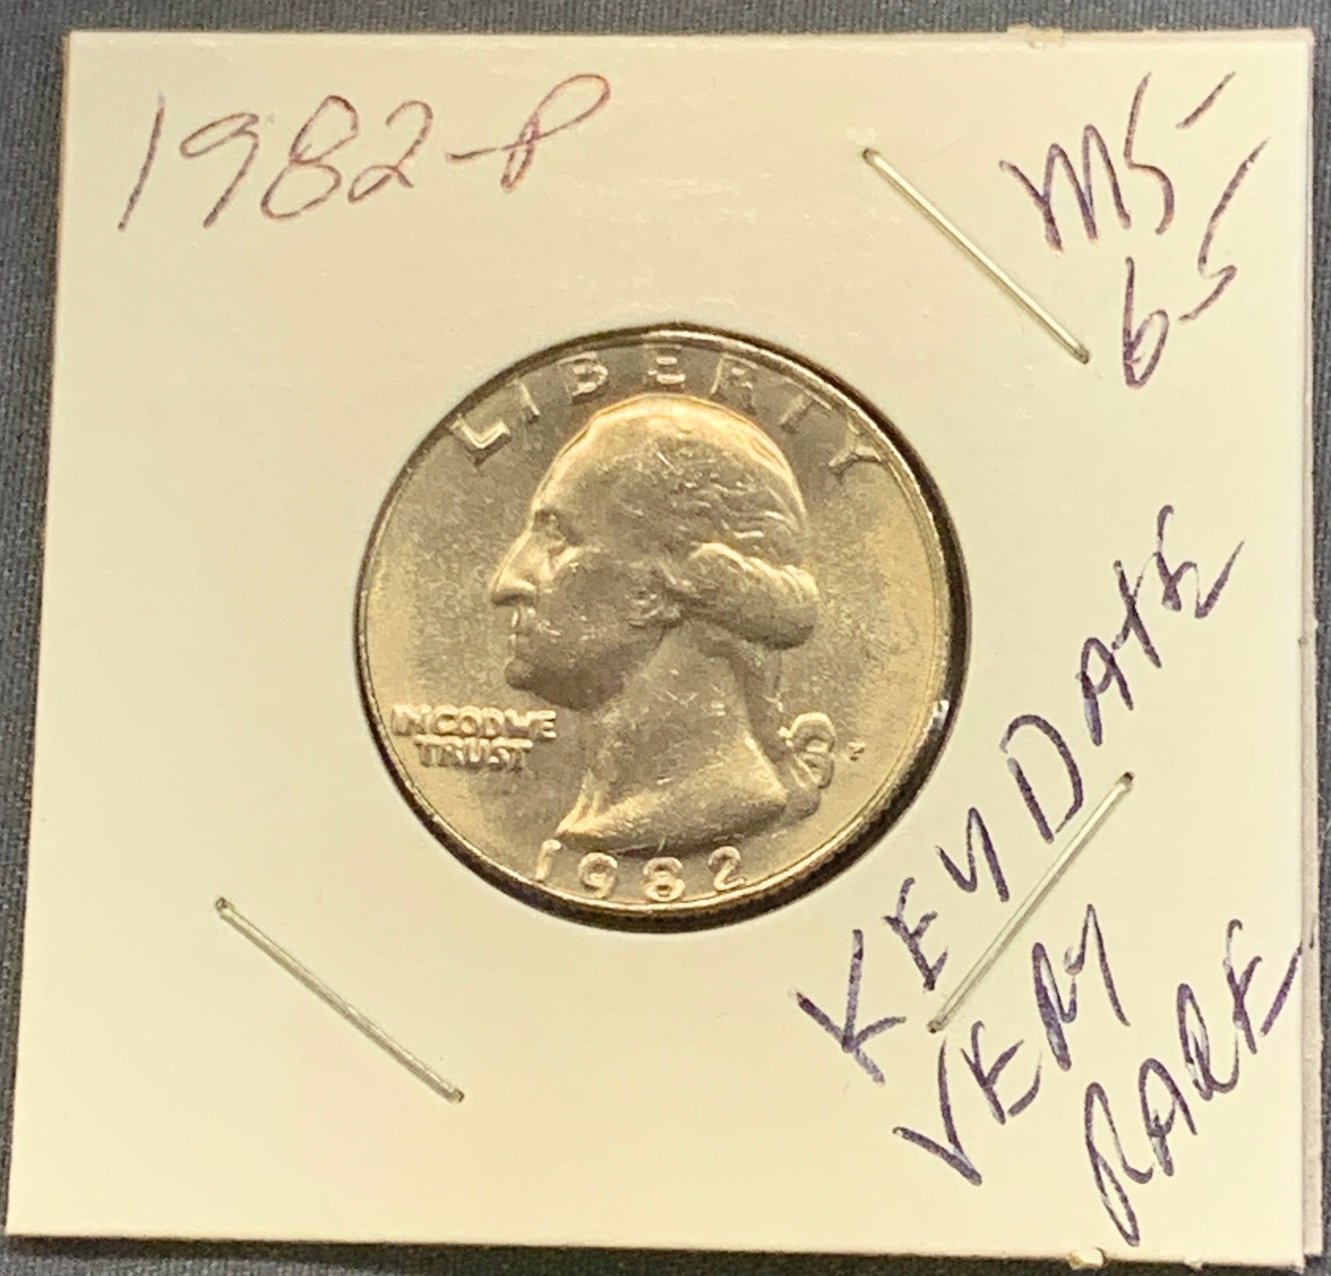 1982-P
MS-
65
LIBERTY
IN GOD WE
TRUST
P
1982
KEY DATE
VERY
RARE